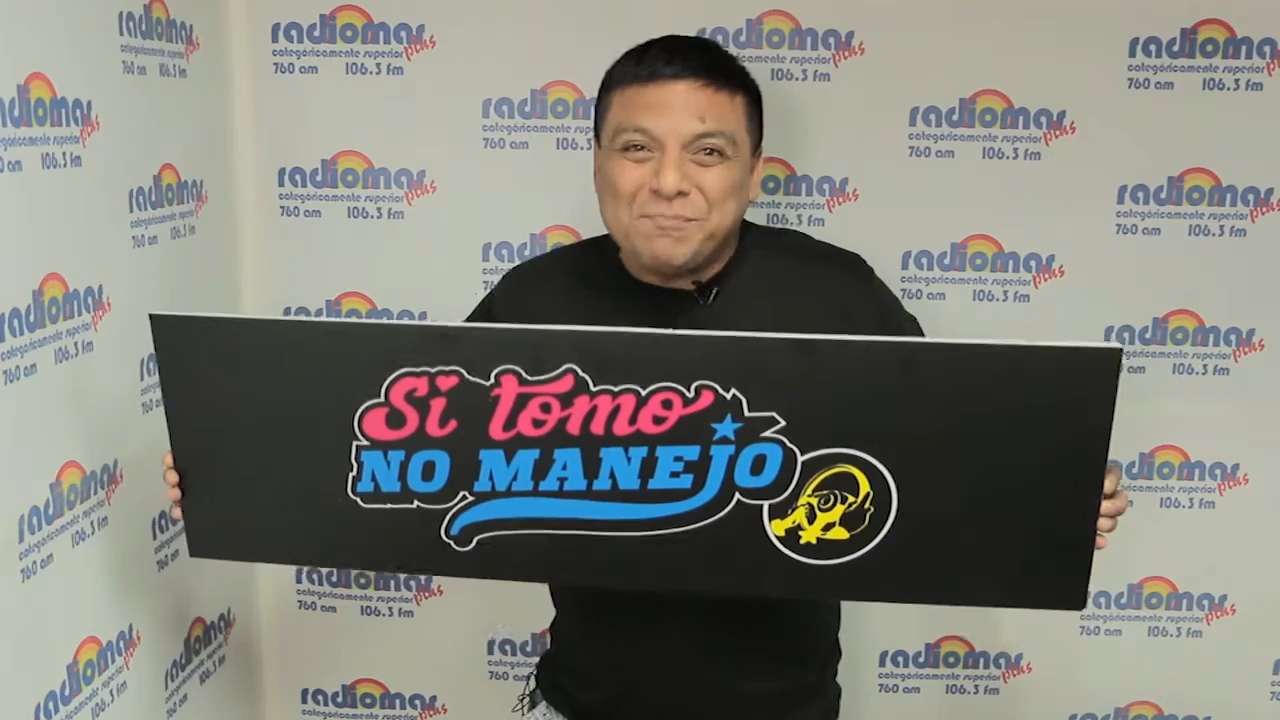 radiomar plus
categóricamente superior
760 am 106.3 fm
Si tomo
NO MANEJO